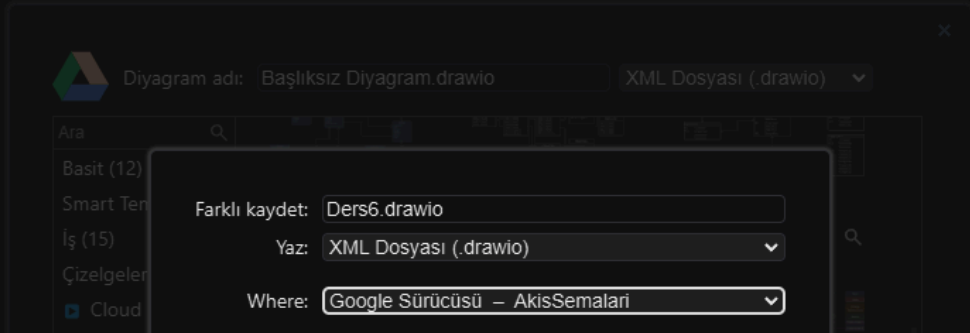 Diyagram adı: Başlıksız Diyagram.drawio XML Dosyası (.drawio)
Ara
Basit (12)
Smart Ten
Farklı kaydet: Ders6.drawio
İş (15)
Yaz: XML Dosyası (.drawio)
Çizelgeler
Where: Google Sürücüsü – AkisSemalari
Cloud